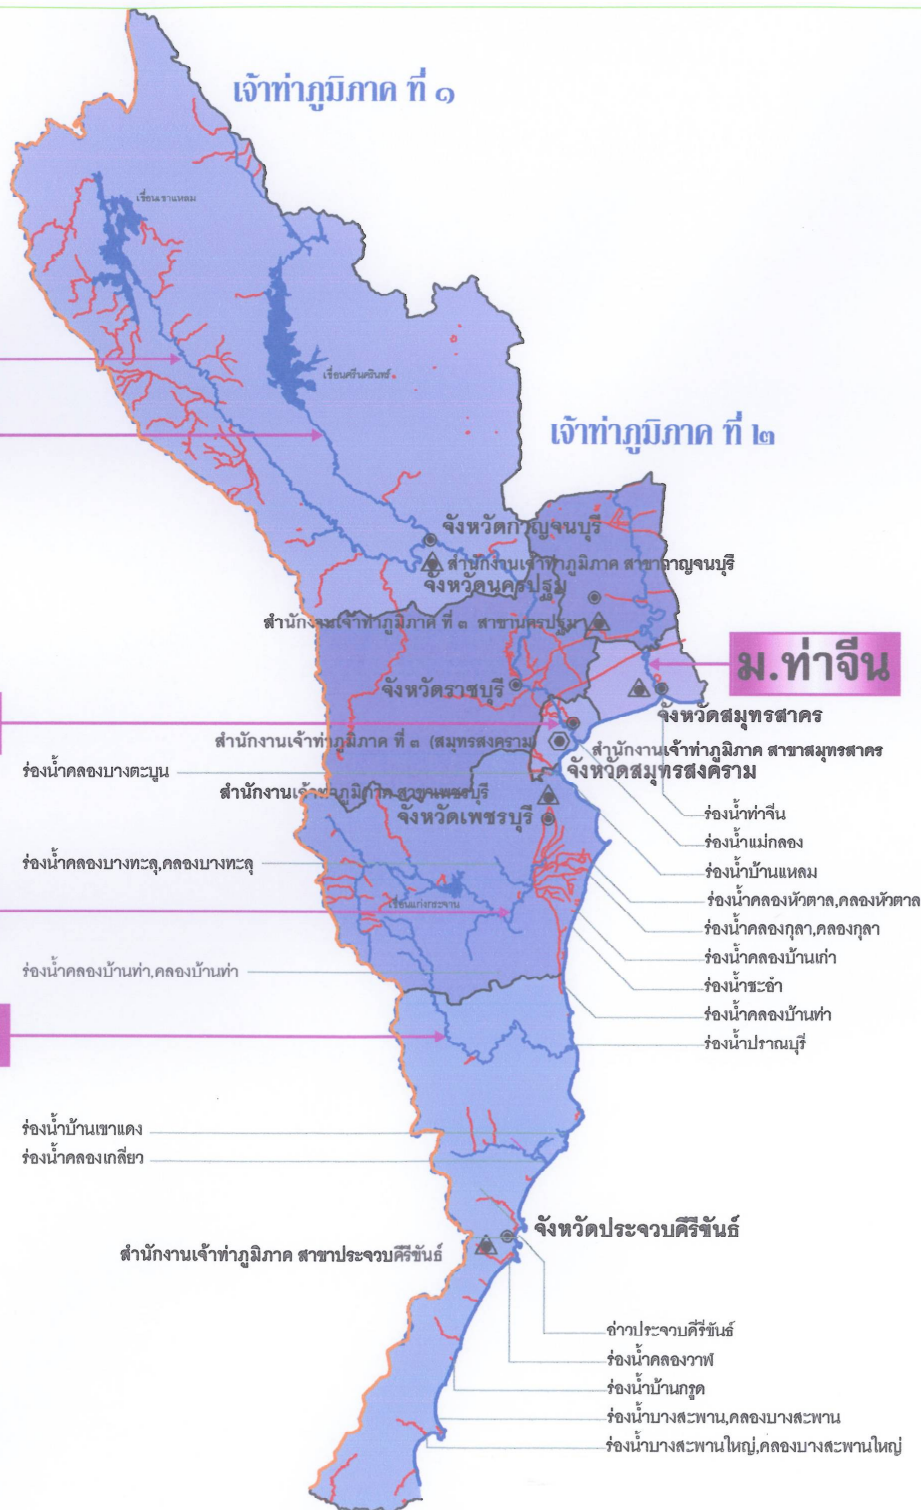 เจ้าท่าภูมิภาค ที่ ๑
เขื่อนเขาแหลม
เขื่อนศรีนครินทร์
เจ้าท่าภูมิภาค ที่ ๒
จังหวัดกาญจนบุรี
สำนักงานเจ้าท่าภูมิภาค สาขากาญจนบุรี
จังหวัดนครปฐม
สำนักงานเจ้าท่าภูมิภาค ที่ ๓ สาขานครปฐม
ม.ท่าจีน
จังหวัดราชบุรี
จังหวัดสมุทรสาคร
สำนักงานเจ้าท่าภูมิภาค ที่ ๓ (สมุทรสงคราม)
สำนักงานเจ้าท่าภูมิภาค สาขาสมุทรสาคร
ร่องน้ำคลองบางตะบูน
จังหวัดสมุทรสงคราม
สำนักงานเจ้าท่าภูมิภาค สาขาเพชรบุรี
จังหวัดเพชรบุรี
ร่องน้ำท่าจีน
ร่องน้ำแม่กลอง
ร่องน้ำคลองบางทะลุ,คลองบางทะลุ
ร่องน้ำบ้านแหลม
ร่องน้ำคลองหัวตาล,คลองหัวตาล
เขื่อนแก่งกระจาน
ร่องน้ำคลองกุลา,คลองกุลา
ร่องน้ำคลองบ้านเก่า
ร่องน้ำคลองบ้านท่า,คลองบ้านท่า
ร่องน้ำชะอำ
ร่องน้ำคลองบ้านท่า
ร่องน้ำปราณบุรี
ร่องน้ำบ้านเขาแดง
ร่องน้ำคลองเกลียว
จังหวัดประจวบคีรีขันธ์
สำนักงานเจ้าท่าภูมิภาค สาขาประจวบคีรีขันธ์
อ่าวประจวบคีรีขันธ์
ร่องน้ำคลองวาฬ
ร่องน้ำบ้านกรูด
ร่องน้ำบางสะพาน,คลองบางสะพาน
ร่องน้ำบางสะพานใหญ่,คลองบางสะพานใหญ่